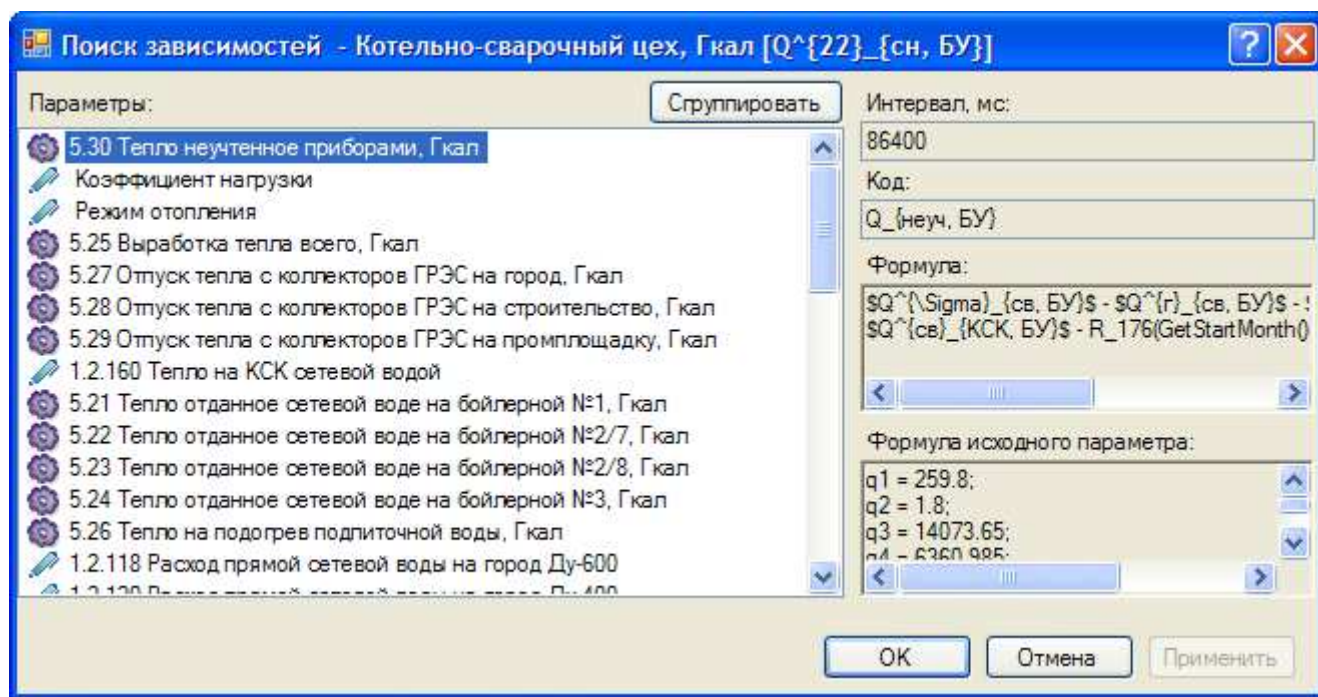 Поиск зависимостей - Котельно-сварочный цех, Гкал [Q^{22}_{сн, БУ}]
Параметры:
Сгруппировать
5.30 Тепло неучтенное приборами, Гкал
Коэффициент нагрузки
Режим отопления
5.25 Выработка тепла всего, Гкал
5.27 Отпуск тепла с коллекторов ГРЭС на город, Гкал
5.28 Отпуск тепла с коллекторов ГРЭС на строительство, Гкал
5.29 Отпуск тепла с коллекторов ГРЭС на промплощадку, Гкал
1.2.160 Тепло на КСК сетевой водой
5.21 Тепло отданное сетевой воде на бойлерной №1, Гкал
5.22 Тепло отданное сетевой воде на бойлерной №2/7, Гкал
5.23 Тепло отданное сетевой воде на бойлерной №2/8, Гкал
5.24 Тепло отданное сетевой воде на бойлерной №3, Гкал
5.26 Тепло на подогрев подпиточной воды, Гкал
1.2.118 Расход прямой сетевой воды на город Ду-600
Интервал, мс:
86400
Код:
Q_{неуч, БУ}
Формула:
$Q^{\Sigma}_{св, БУ}$ - $Q^{г}_{св, БУ}$ -
$Q^{св}_{КСК, БУ}$ - R_176(GetStartMonth()
Формула исходного параметра:
q1 = 259.8;
q2 = 1.8;
q3 = 14073.65;
q4 = 6360.985;
OK
Отмена
Применить